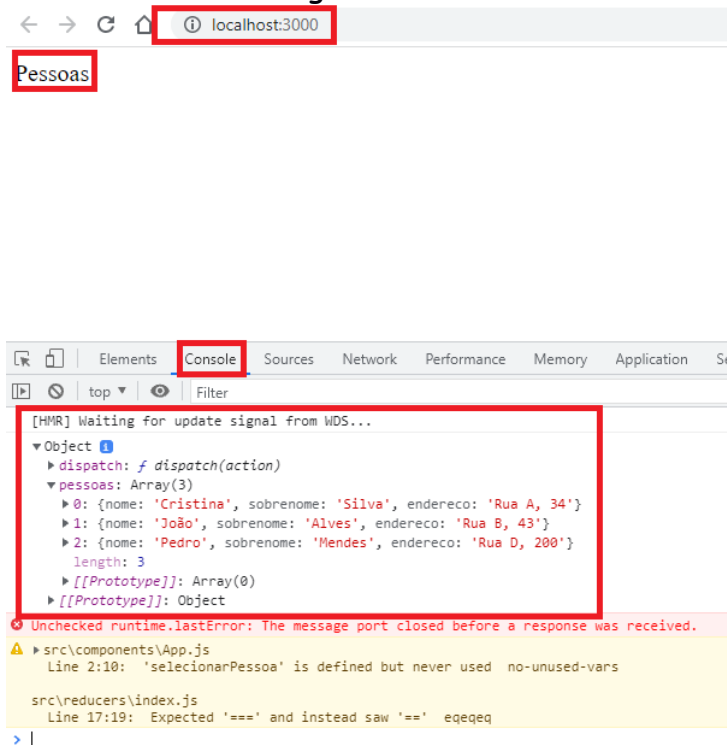 localhost:3000
Pessoas
Elements Console Sources Network Performance Memory Application
top ▼ Filter
[HMR] Waiting for update signal from WDS...
▼Object i
▶dispatch: ƒ dispatch(action)
▼pessoas: Array(3)
▶0: {nome: 'Cristina', sobrenome: 'Silva', endereco: 'Rua A, 34'}
▶1: {nome: 'João', sobrenome: 'Alves', endereco: 'Rua B, 43'}
▶2: {nome: 'Pedro', sobrenome: 'Mendes', endereco: 'Rua D, 200'}
length: 3
▶[[Prototype]]: Array(0)
▶[[Prototype]]: Object
Unchecked runtime.lastError: The message port closed before a response was received.
▶src\components\App.js
Line 2:10: 'selecionarPessoa' is defined but never used no-unused-vars
src\reducers\index.js
Line 17:19: Expected '===' and instead saw '==' eqeqeq
>